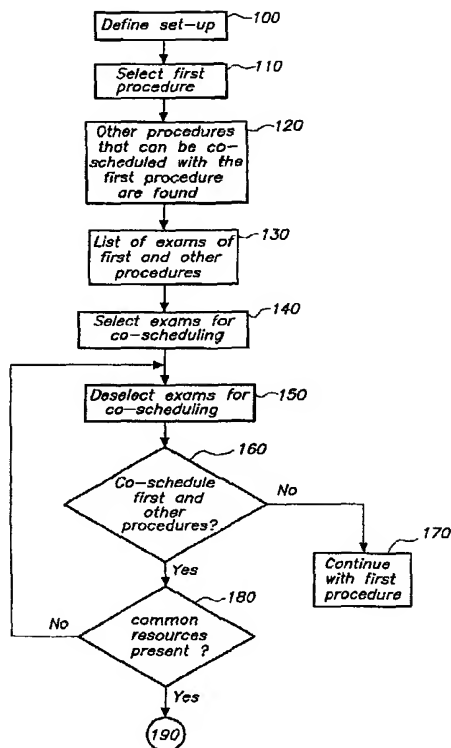 Define set-up
100
Select first
procedure
110
Other procedures
that can be co-
scheduled with the
first procedure
are found
120
List of exams of
first and other
procedures
130
Select exams for
co-scheduling
140
Deselect exams for
co-scheduling
150
160
Co-schedule
first and
other
procedures?
No
170
Continue
with first
procedure
Yes
180
No
common
resources
present ?
Yes
190